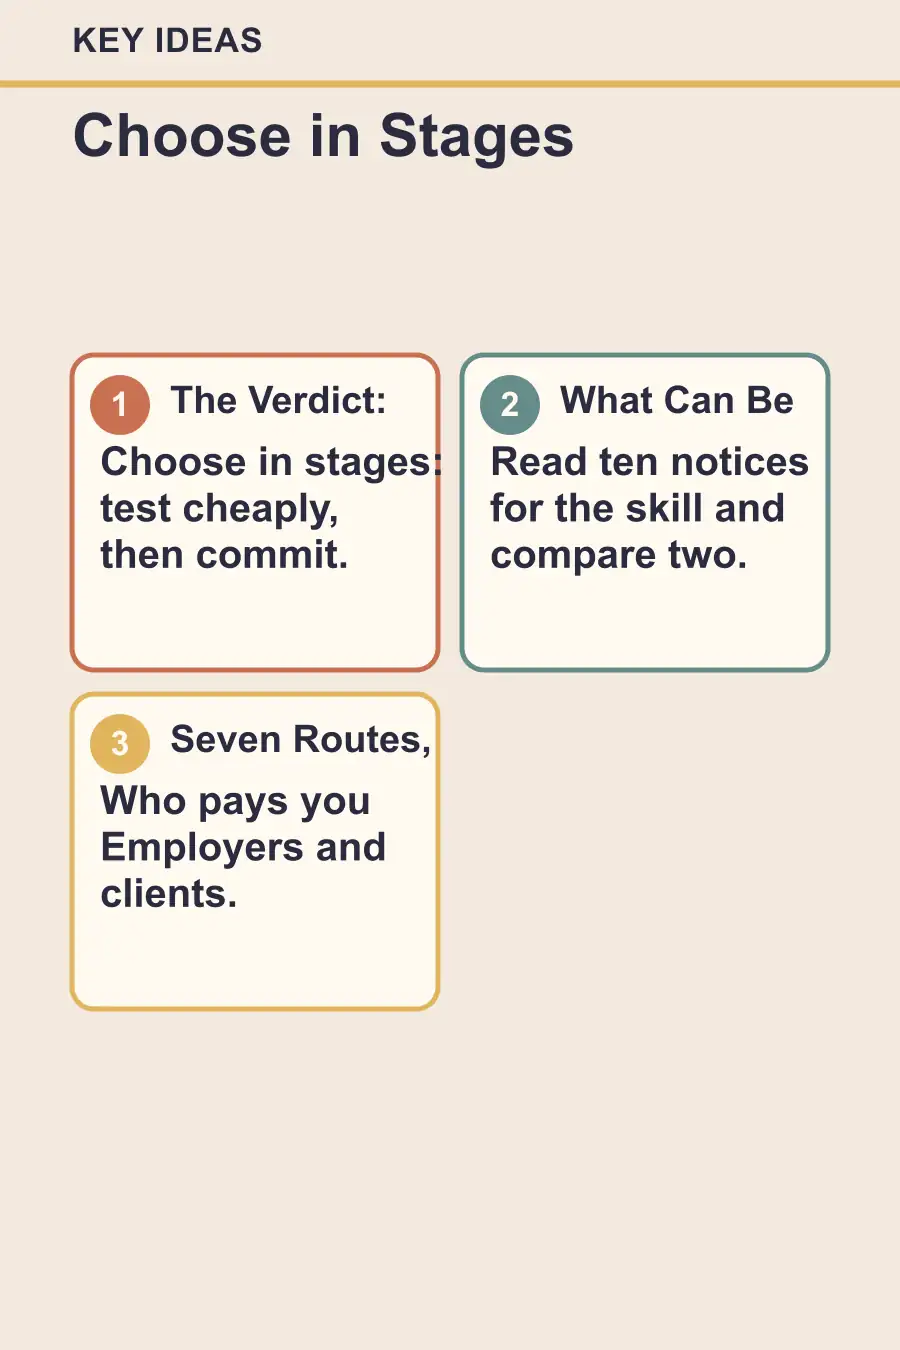 KEY IDEAS
Choose in Stages
1 The Verdict:
Choose in stages:
test cheaply,
then commit.
2 What Can Be
Read ten notices
for the skill and
compare two.
3 Seven Routes,
Who pays you
Employers and
clients.